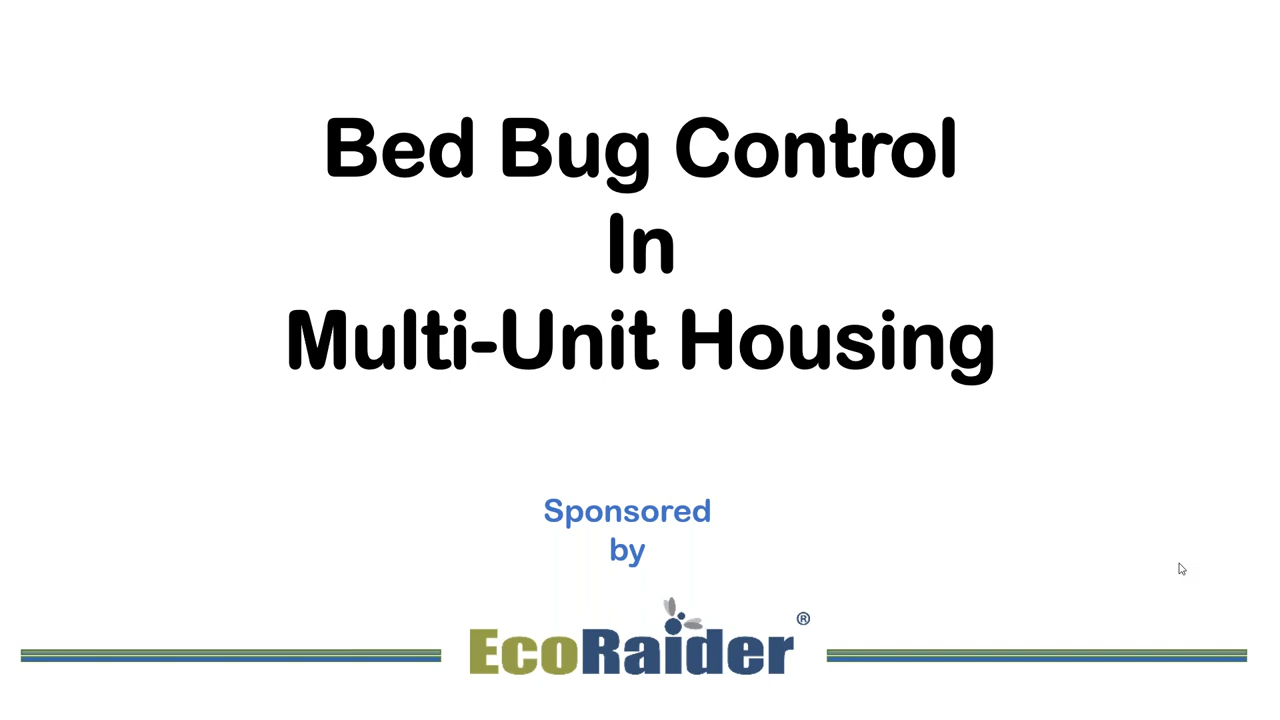 Bed Bug Control
In
Multi-Unit Housing
Sponsored
by
EcoRaider®